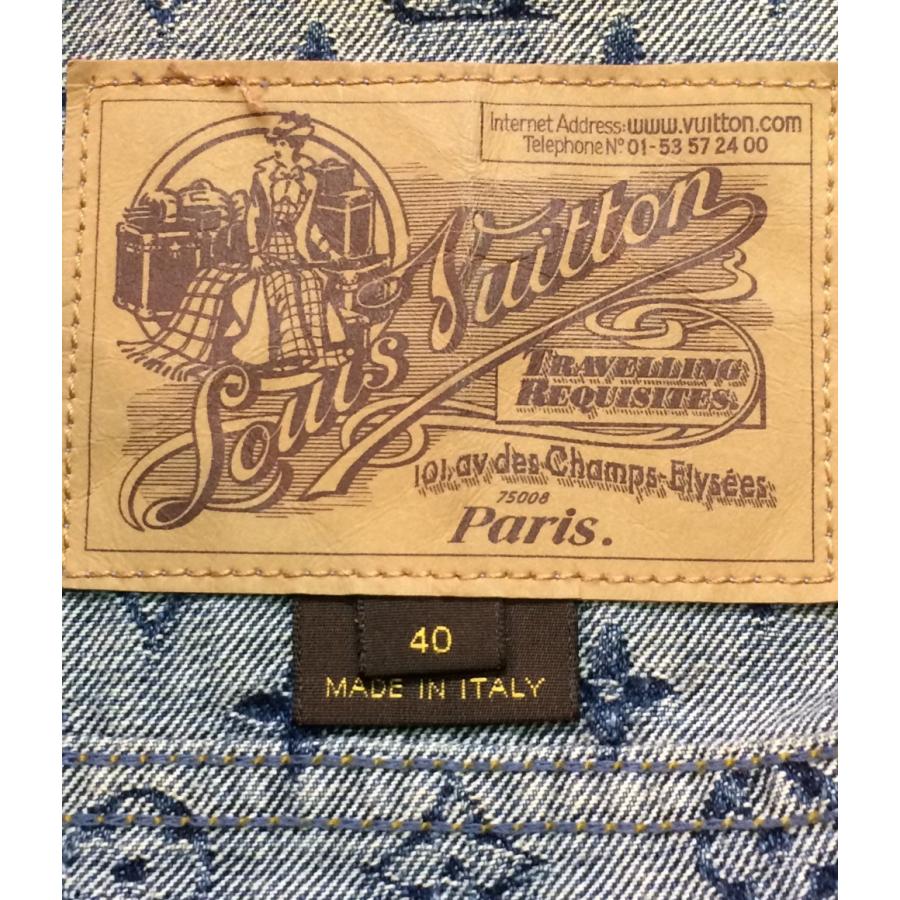 Internet Address: www.vuitton.com
Telephone Nº 01-53 57 24 00
Louis Vuitton
TRAVELLING
REQUISITES.
101, av des Champs-Elysées
75008
Paris.
40
MADE IN ITALY